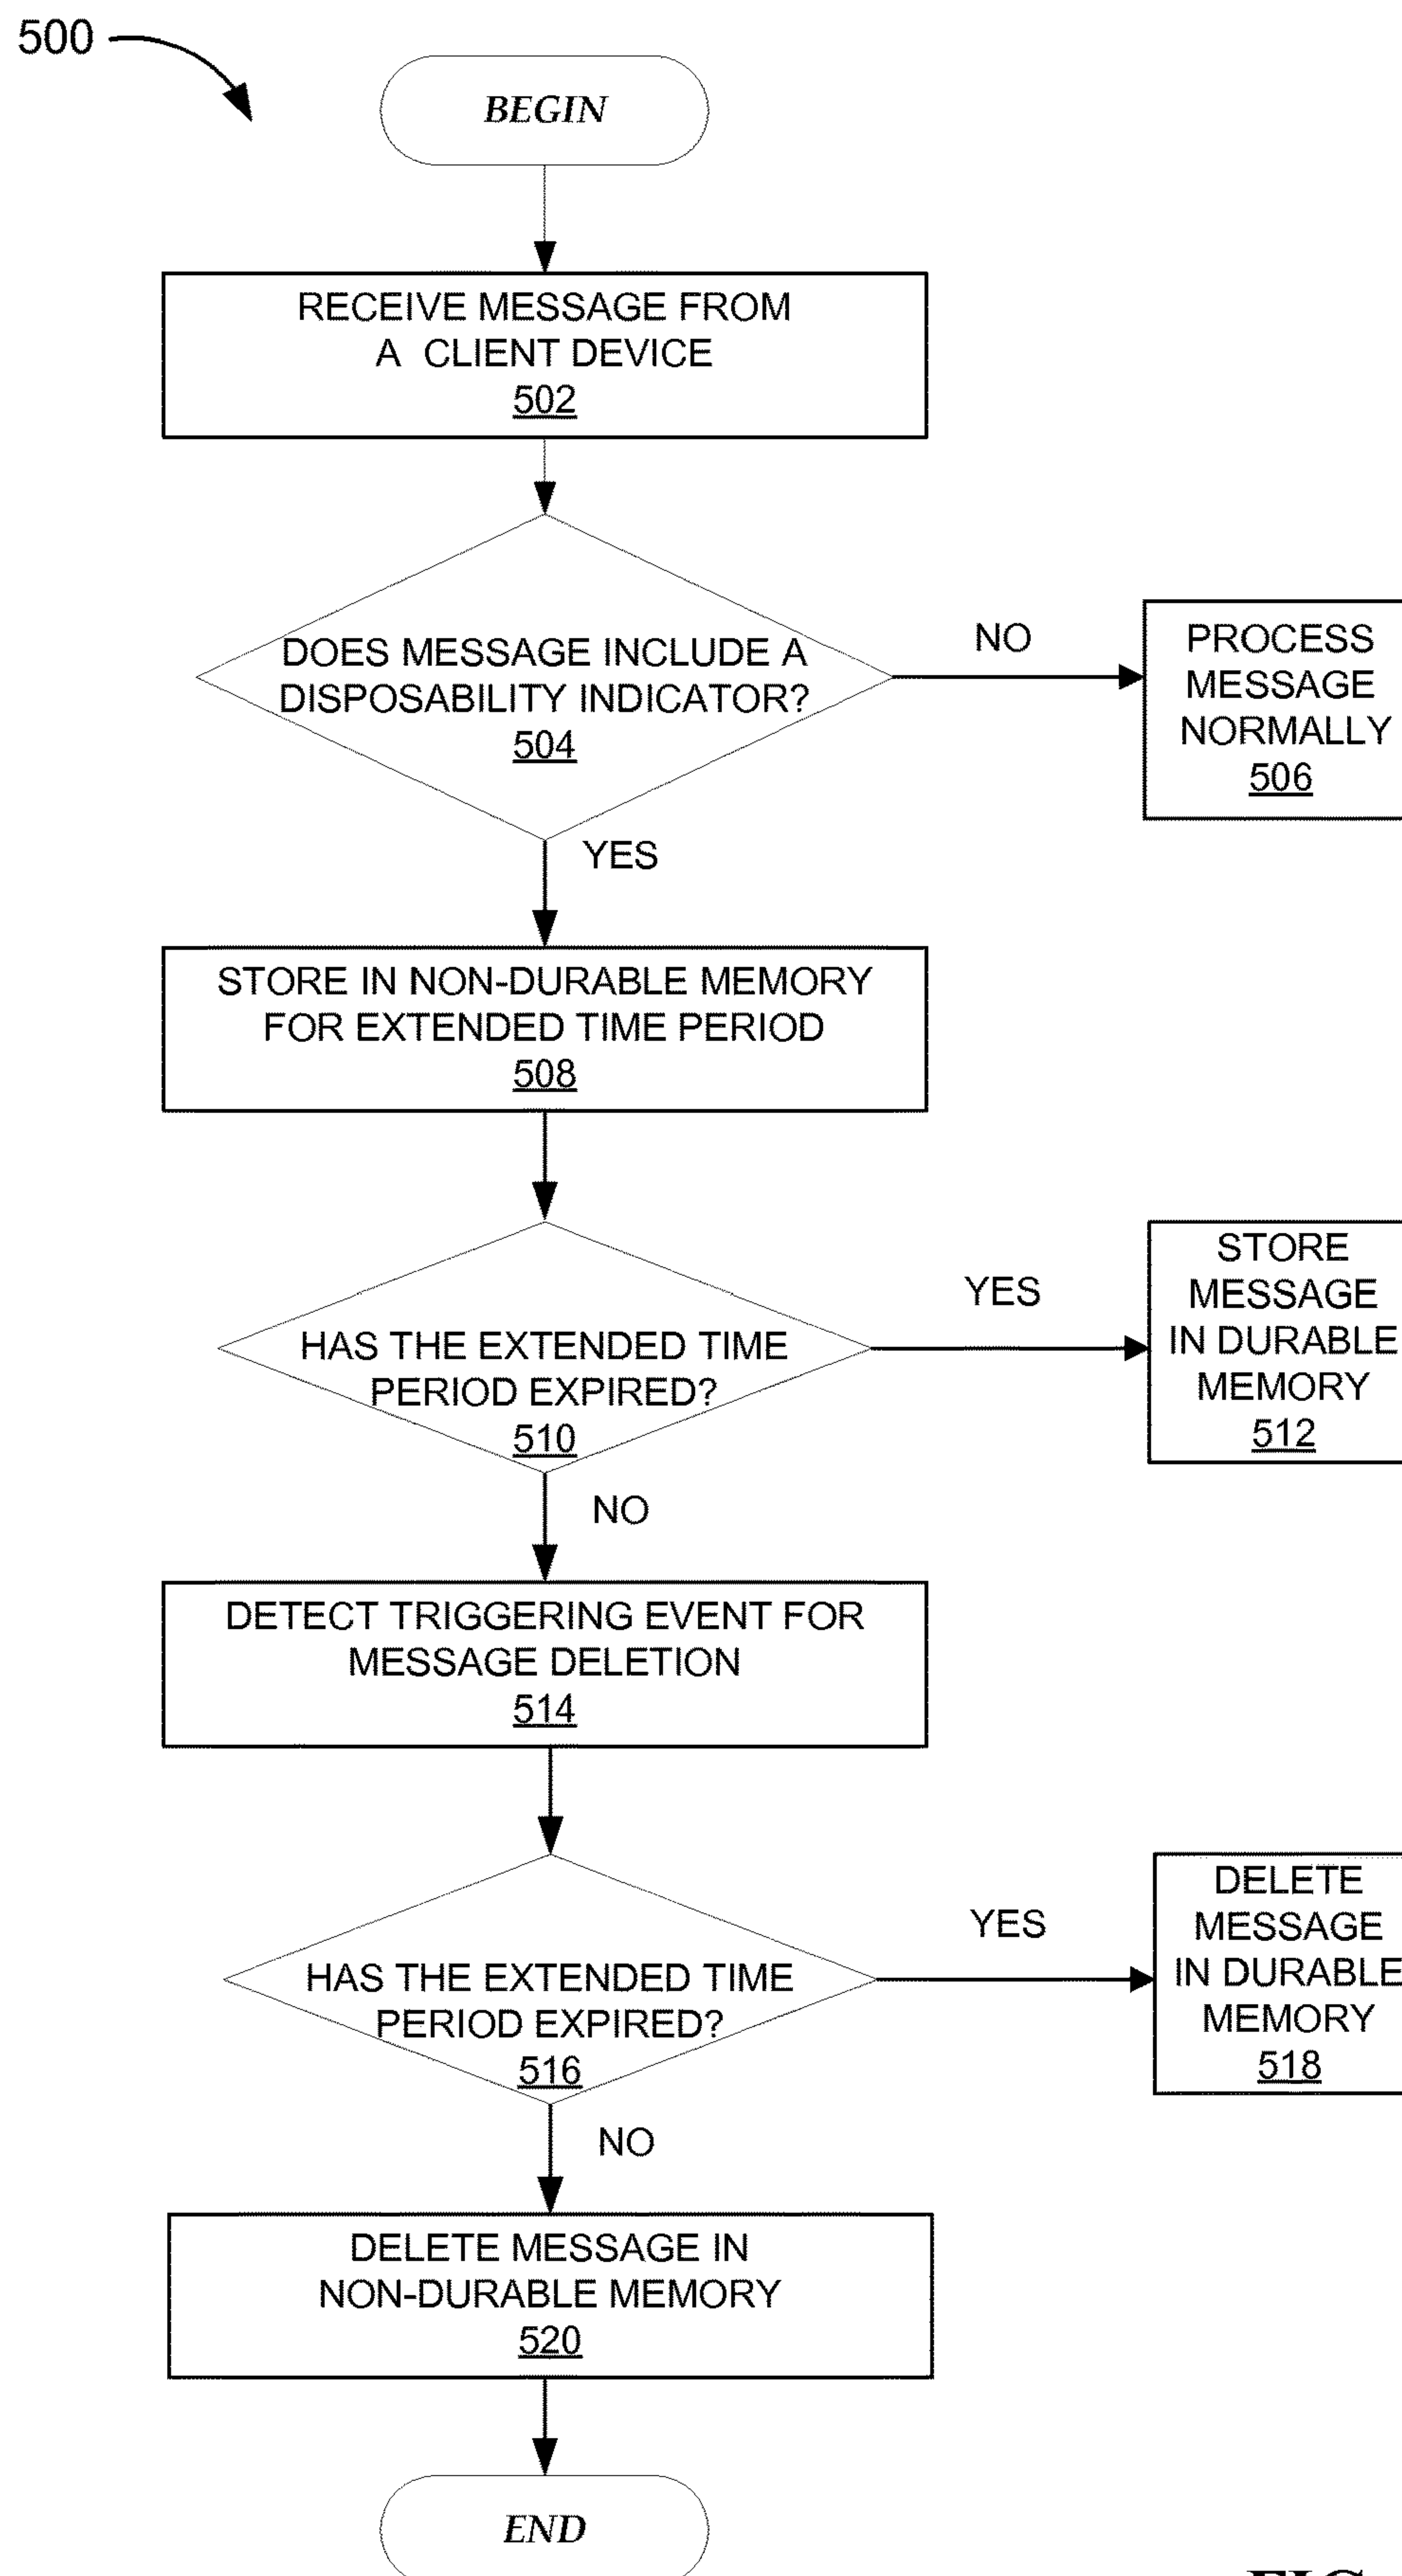 500
BEGIN
RECEIVE MESSAGE FROM
A CLIENT DEVICE
502
DOES MESSAGE INCLUDE A
DISPOSABILITY INDICATOR?
504
NO
PROCESS
MESSAGE
NORMALLY
506
YES
STORE IN NON-DURABLE MEMORY
FOR EXTENDED TIME PERIOD
508
HAS THE EXTENDED TIME
PERIOD EXPIRED?
510
YES
STORE
MESSAGE
IN DURABLE
MEMORY
512
NO
DETECT TRIGGERING EVENT FOR
MESSAGE DELETION
514
HAS THE EXTENDED TIME
PERIOD EXPIRED?
516
YES
DELETE
MESSAGE
IN DURABLE
MEMORY
518
NO
DELETE MESSAGE IN
NON-DURABLE MEMORY
520
END